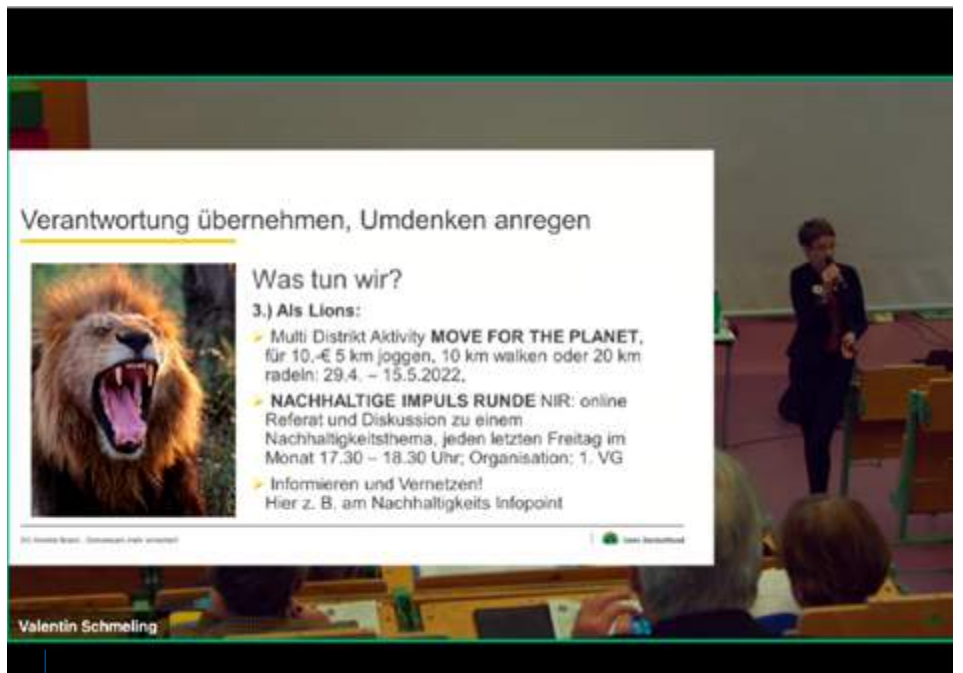 Verantwortung übernehmen, Umdenken anregen
Was tun wir?
3.) Als Lions:
➢ Multi Distrikt Aktivity MOVE FOR THE PLANET,
für 10,-€ 5 km joggen, 10 km walken oder 20 km
radeln: 29.4. – 15.5.2022,
➢ NACHHALTIGE IMPULS RUNDE NIR: online
Referat und Diskussion zu einem
Nachhaltigkeitsthema, jeden letzten Freitag im
Monat 17.30 – 18.30 Uhr; Organisation: 1. VG
➢ Informieren und Vernetzen!
Hier z. B. am Nachhaltigkeits Infopoint
Valentin Schmeling